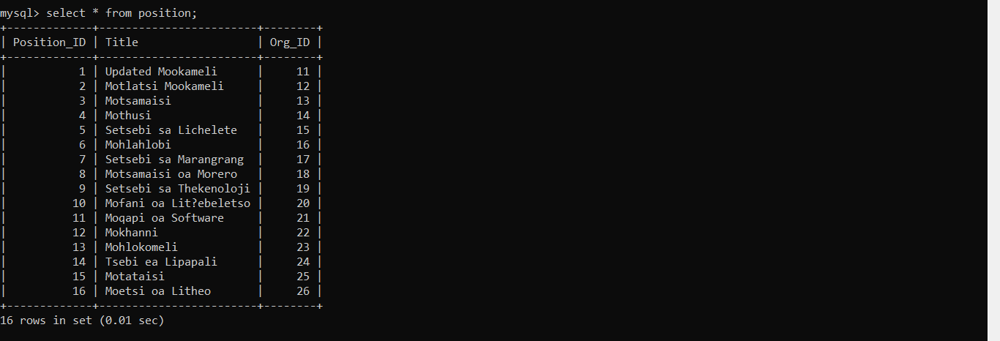 mysql> select * from position;
+-------------+------------------------+--------+
| Position_ID | Title                  | Org_ID |
+-------------+------------------------+--------+
|           1 | Updated Mookameli      |     11 |
|           2 | Motlatsi Mookameli     |     12 |
|           3 | Motsamaisi             |     13 |
|           4 | Mothusi                |     14 |
|           5 | Setsebi sa Lichelete   |     15 |
|           6 | Mohlahlobi             |     16 |
|           7 | Setsebi sa Marangrang  |     17 |
|           8 | Motsamaisi oa Morero   |     18 |
|           9 | Setsebi sa Thekenoloji |     19 |
|          10 | Mofani oa Lit?ebeletso |     20 |
|          11 | Moqapi oa Software     |     21 |
|          12 | Mokhanni               |     22 |
|          13 | Mohlokomeli            |     23 |
|          14 | Tsebi ea Lipapali      |     24 |
|          15 | Motataisi              |     25 |
|          16 | Moetsi oa Litheo       |     26 |
+-------------+------------------------+--------+
16 rows in set (0.01 sec)